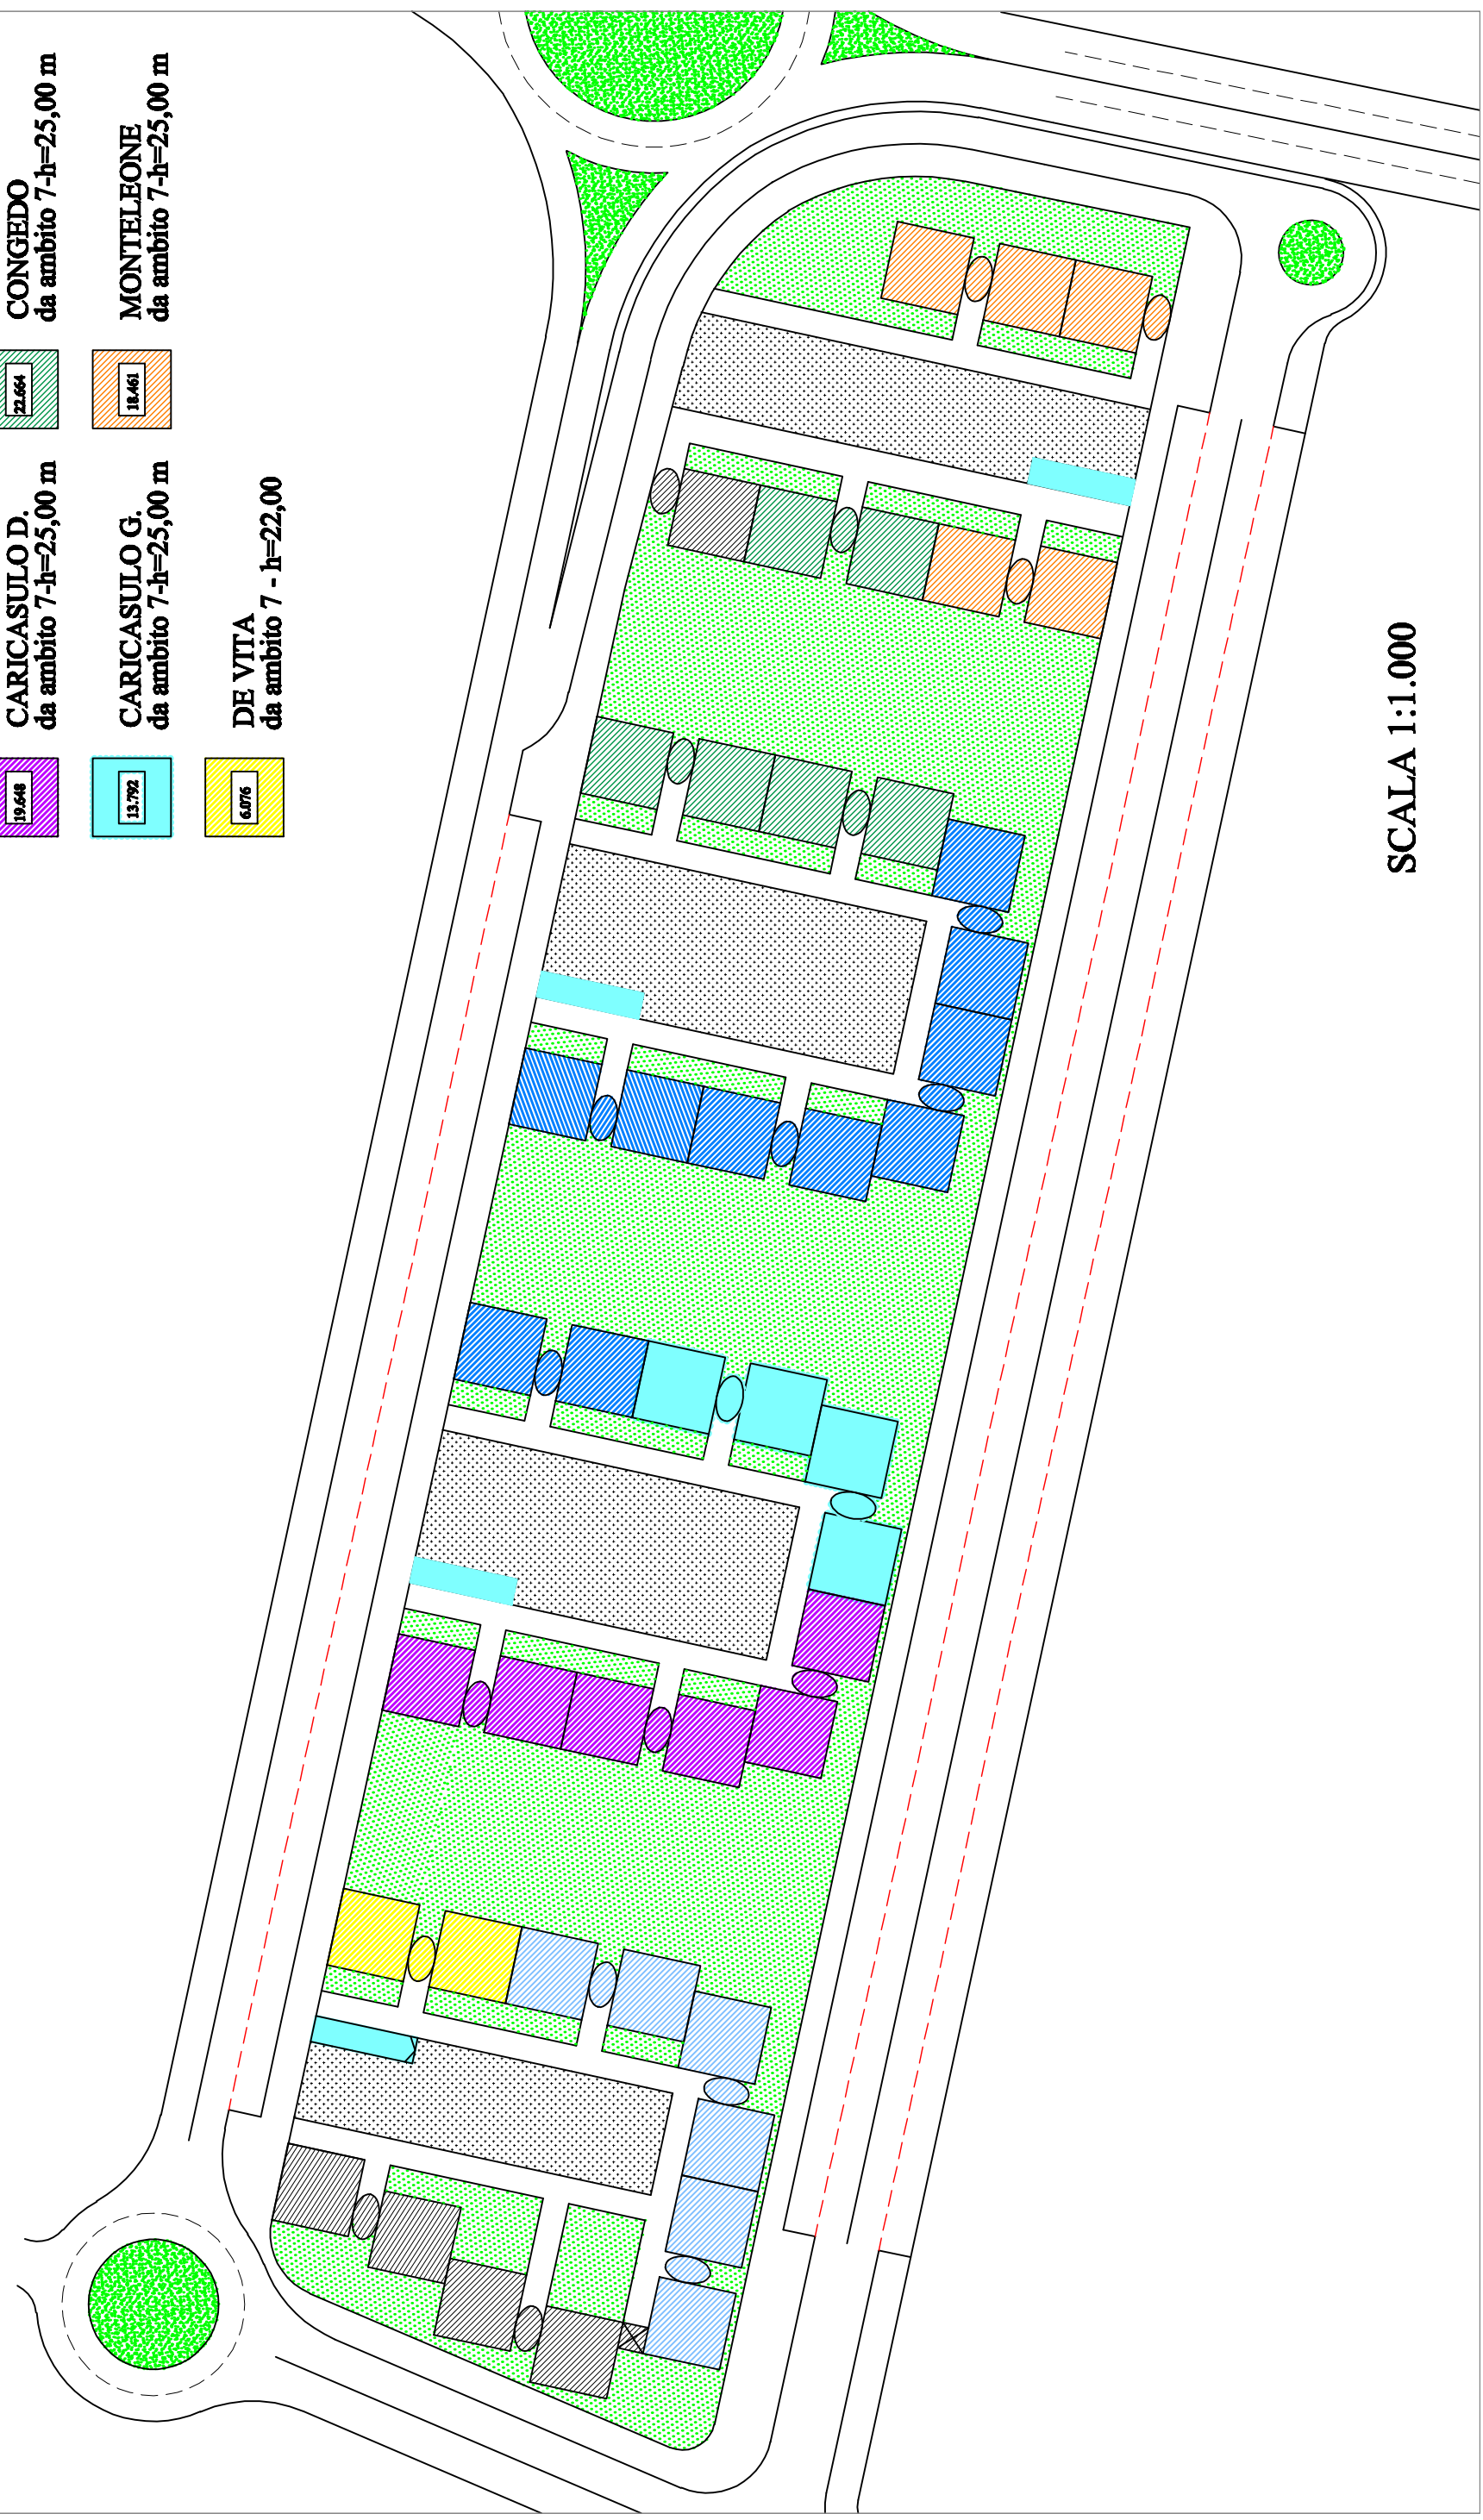 CARICASULO D.
da ambito 7-h=25,00 m
19.648
CONGEDO
da ambito 7-h=25,00 m
22.664
CARICASULO G.
da ambito 7-h=25,00 m
13.792
MONTELEONE
da ambito 7-h=25,00 m
18.461
DE VITA
da ambito 7 - h=22,00
6.076
SCALA 1:1.000